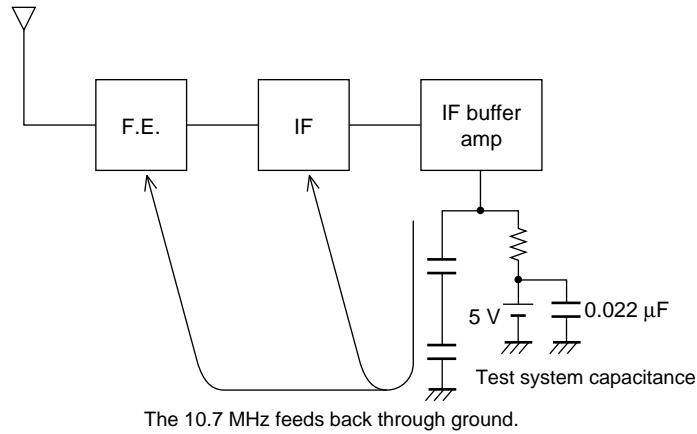 F.E.
IF
IF buffer
amp
5 V
0.022 µF
Test system capacitance
The 10.7 MHz feeds back through ground.